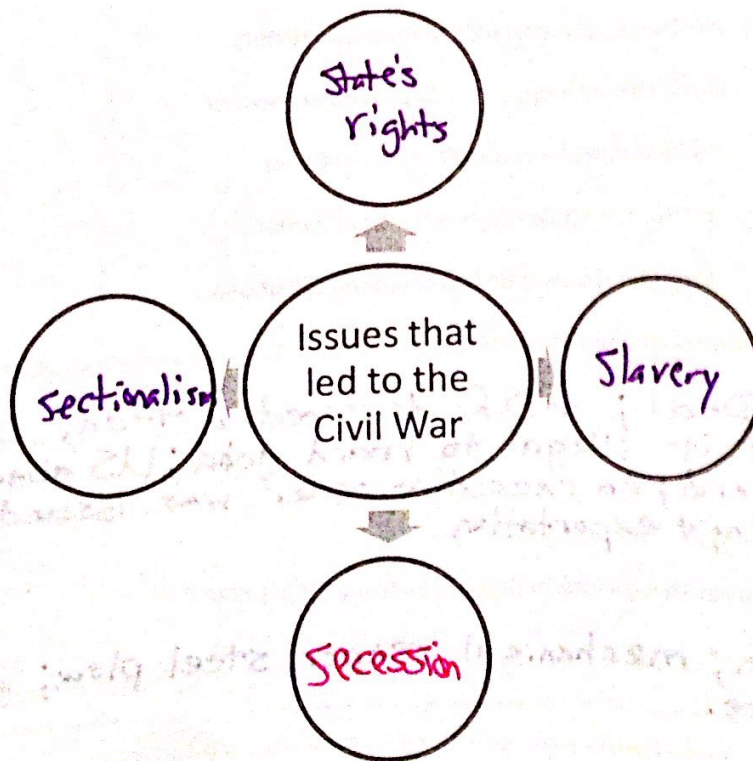 State's
rights
Sectionalism
Issues that
led to the
Civil War
Slavery
Secession